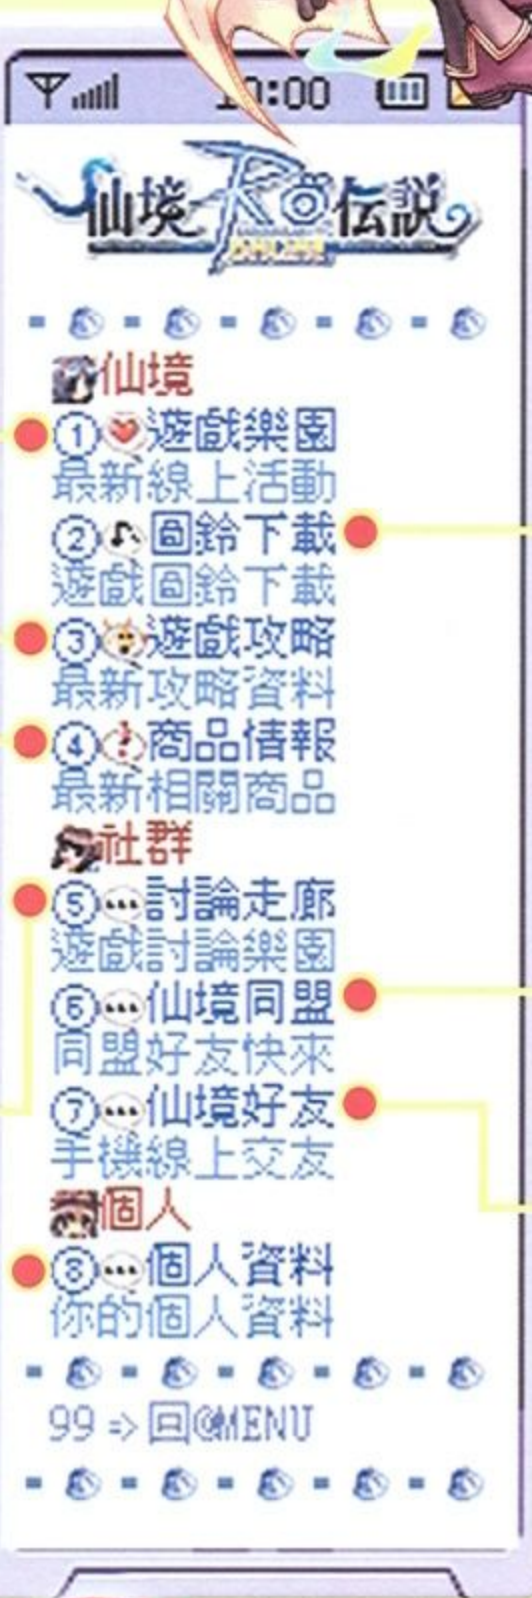 10:00
仙境RO伝説
ONLINE
仙境
①遊戲樂園
最新線上活動
②圖鈴下載
遊戲圖鈴下載
③遊戲攻略
最新攻略資料
④商品情報
最新相關商品
社群
⑤討論走廊
遊戲討論樂園
⑥仙境同盟
同盟好友快來
⑦仙境好友
手機線上交友
個人
⑧個人資料
你的個人資料
99 => 回@MENU